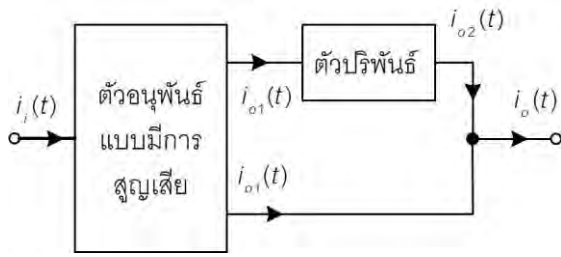 i_i(t)
ตัวอนุพันธ์
แบบมีการ
สูญเสีย
i_o1(t)
ตัวปริพันธ์
i_o2(t)
i_o(t)
i_o1(t)